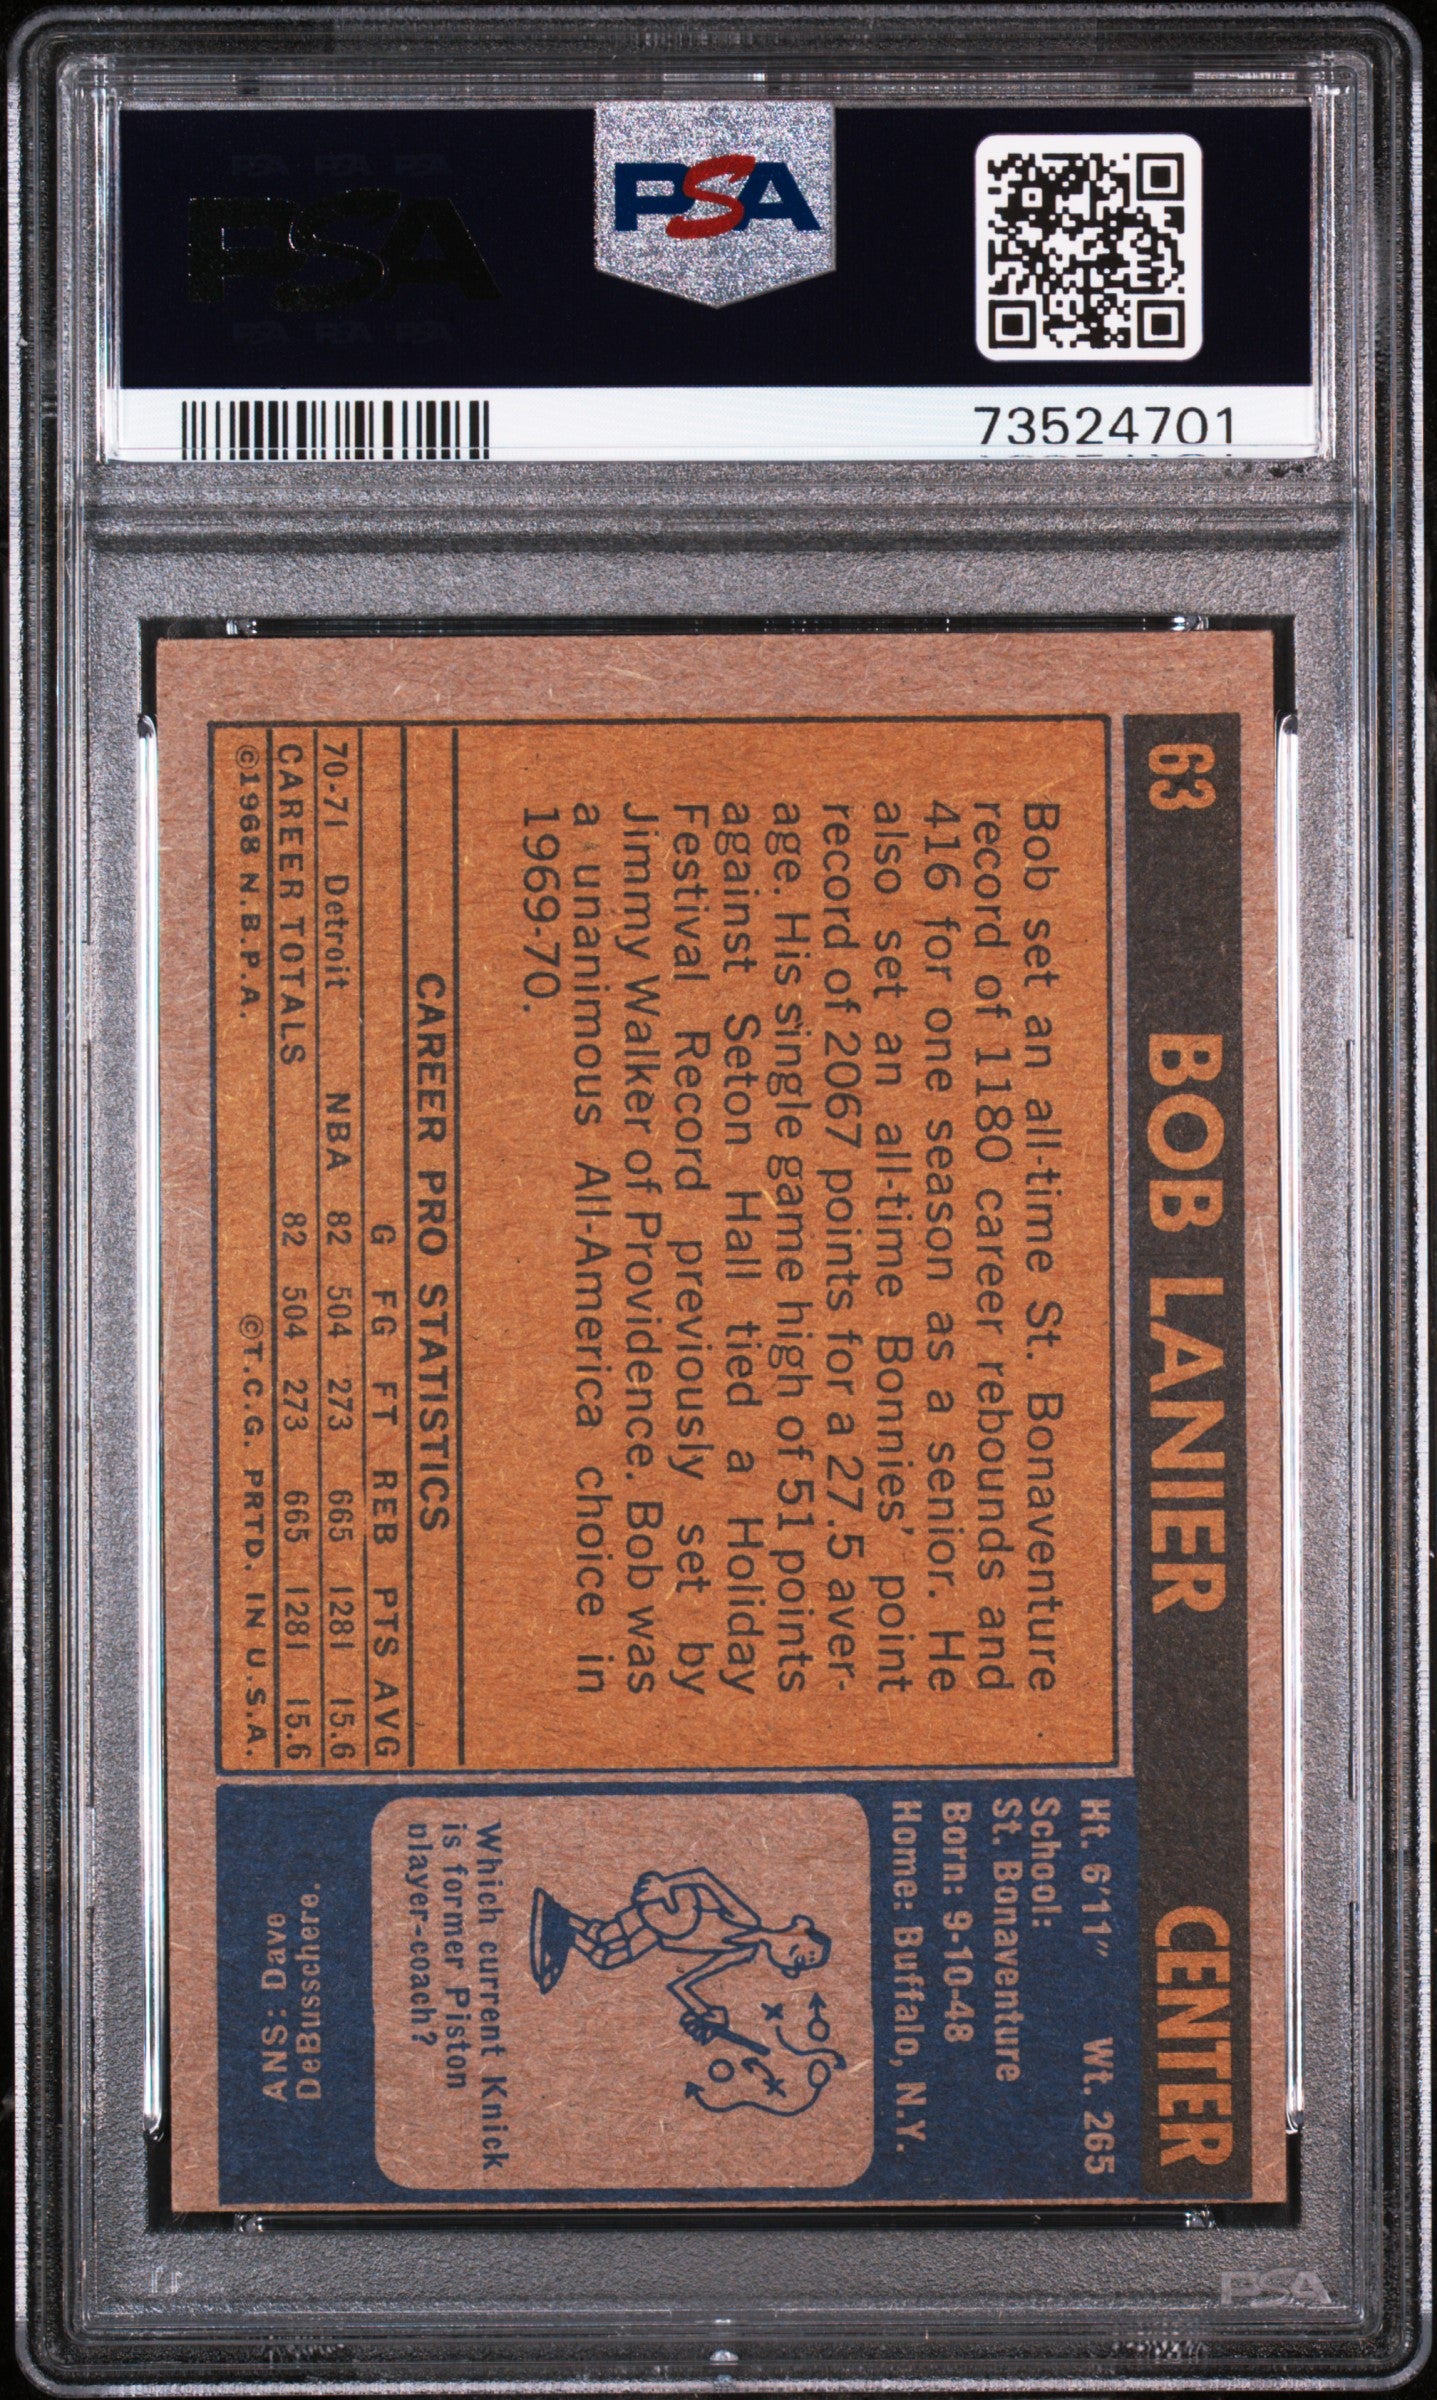 PSA PSA PSA
PSA
PSA PSA PSA
PSA
73524701
63 BOB LANIER CENTER
Bob set an all-time St. Bonaventure
record of 1180 career rebounds and
416 for one season as a senior. He
also set an all-time Bonnies' point
record of 2067 points for a 27.5 aver-
age. His single game high of 51 points
against Seton Hall tied a Holiday
Festival Record previously set by
Jimmy Walker of Providence. Bob was
a unanimous All-America choice in
1969-70.
CAREER PRO STATISTICS
G FG FT REB PTS AVG
70-71 Detroit NBA 82 504 273 665 1281 15.6
CAREER TOTALS 82 504 273 665 1281 15.6
©1968 N.B.P.A. ©T.C.G. PRTD. IN U.S.A.
Ht. 6'11" Wt. 265
School:
St. Bonaventure
Born: 9-10-48
Home: Buffalo, N.Y.
Which current Knick
is former Piston
player-coach?
ANS: Dave
DeBusschere.
PSA